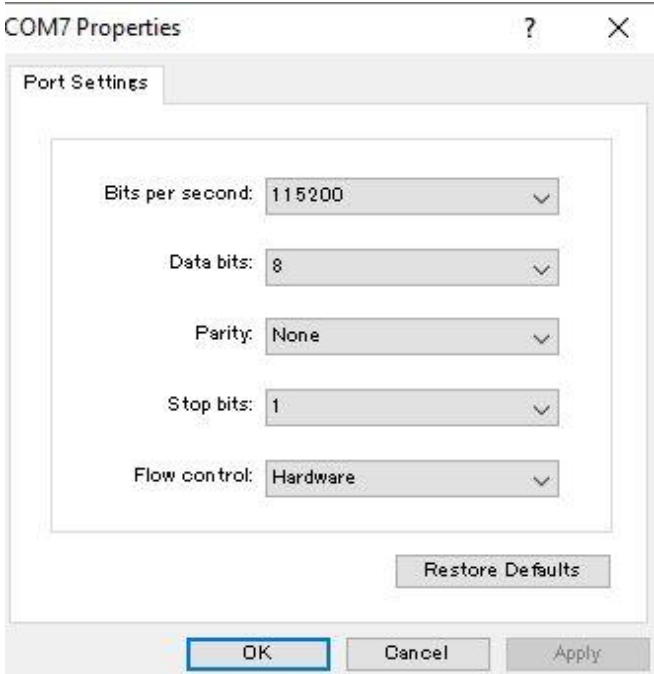 COM7 Properties ?
Port Settings
Bits per second: 115200
Data bits: 8
Parity: None
Stop bits: 1
Flow control: Hardware
Restore Defaults
OK Cancel Apply